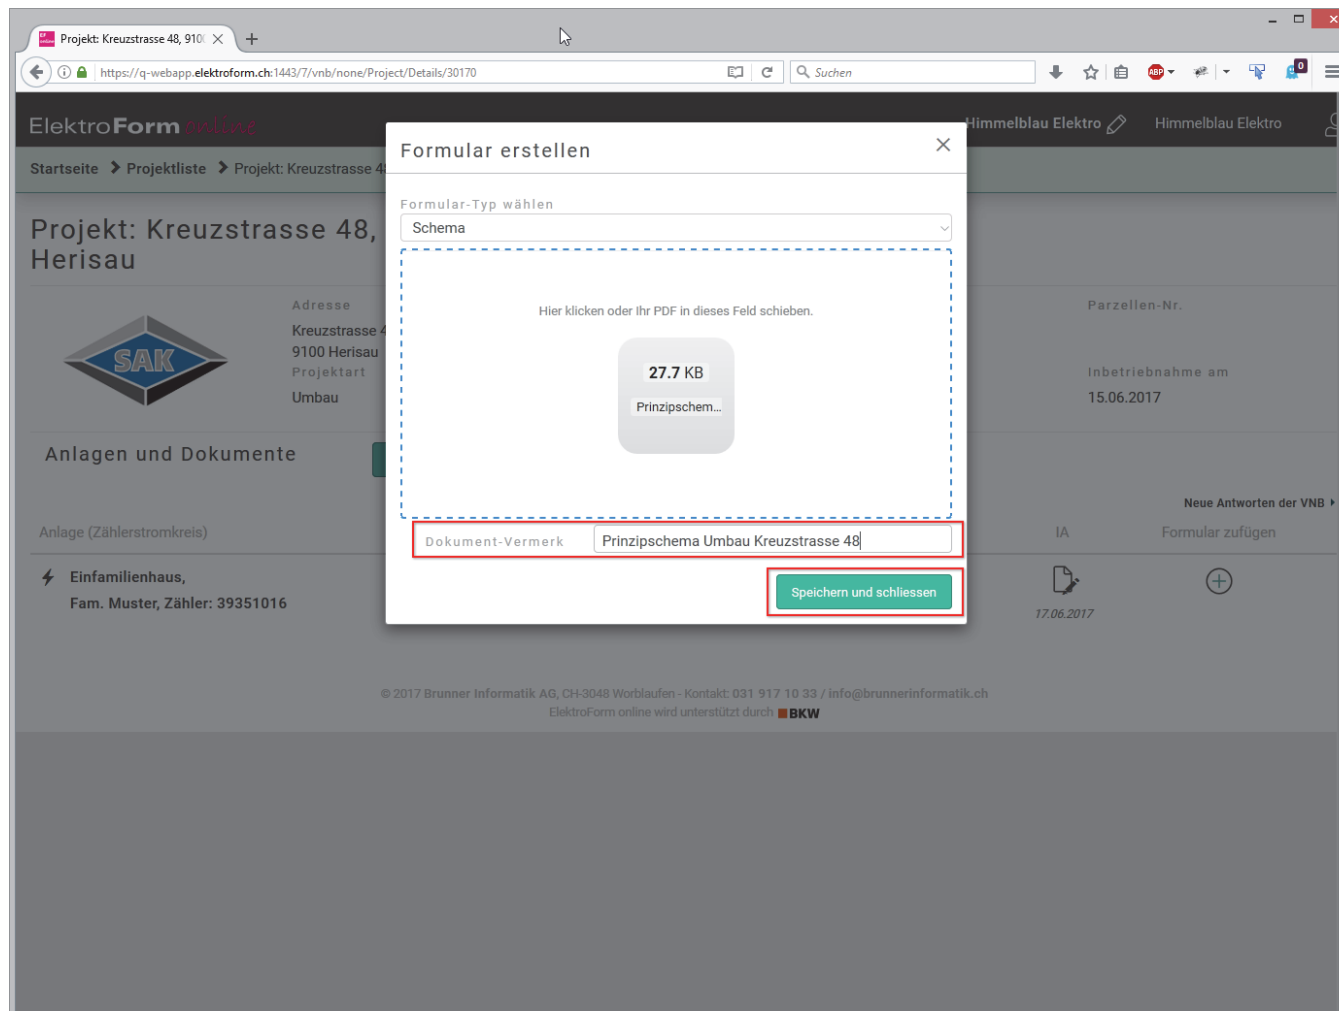 Projekt: Kreuzstrasse 48, 910
https://q-webapp.elektroform.ch:1443/7/vnb/none/Project/Details/30170
Suchen
ABP
0
ElektroForm online
Himmelblau Elektro
Himmelblau Elektro
Startseite > Projektliste > Projekt: Kreuzstrasse 48
Projekt: Kreuzstrasse 48,
Herisau
SAK
Adresse
Kreuzstrasse 4
9100 Herisau
Projektart
Umbau
Parzellen-Nr.
Inbetriebnahme am
15.06.2017
Formular erstellen
Formular-Typ wählen
Schema
Hier klicken oder Ihr PDF in dieses Feld schieben.
27.7 KB
Prinzipschem...
Dokument-Vermerk
Prinzipschema Umbau Kreuzstrasse 48
Speichern und schliessen
Anlagen und Dokumente
Neue Antworten der VNB
Anlage (Zählerstromkreis)
IA
Formular zufügen
Einfamilienhaus,
Fam. Muster, Zähler: 39351016
17.06.2017
© 2017 Brunner Informatik AG, CH-3048 Worblaufen - Kontakt: 031 917 10 33 / info@brunnerinformatik.ch
ElektroForm online wird unterstützt durch BKW